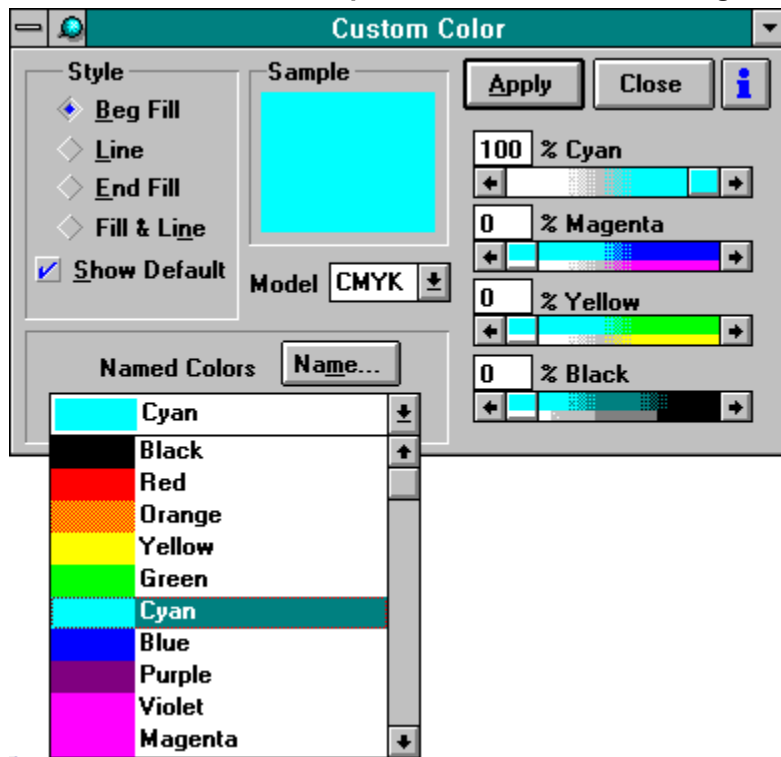 Custom Color
Style
Beg Fill
Line
End Fill
Fill & Line
Show Default
Sample
Model CMYK
Apply Close i
100 % Cyan
0 % Magenta
0 % Yellow
0 % Black
Named Colors Name...
Cyan
Black
Red
Orange
Yellow
Green
Cyan
Blue
Purple
Violet
Magenta